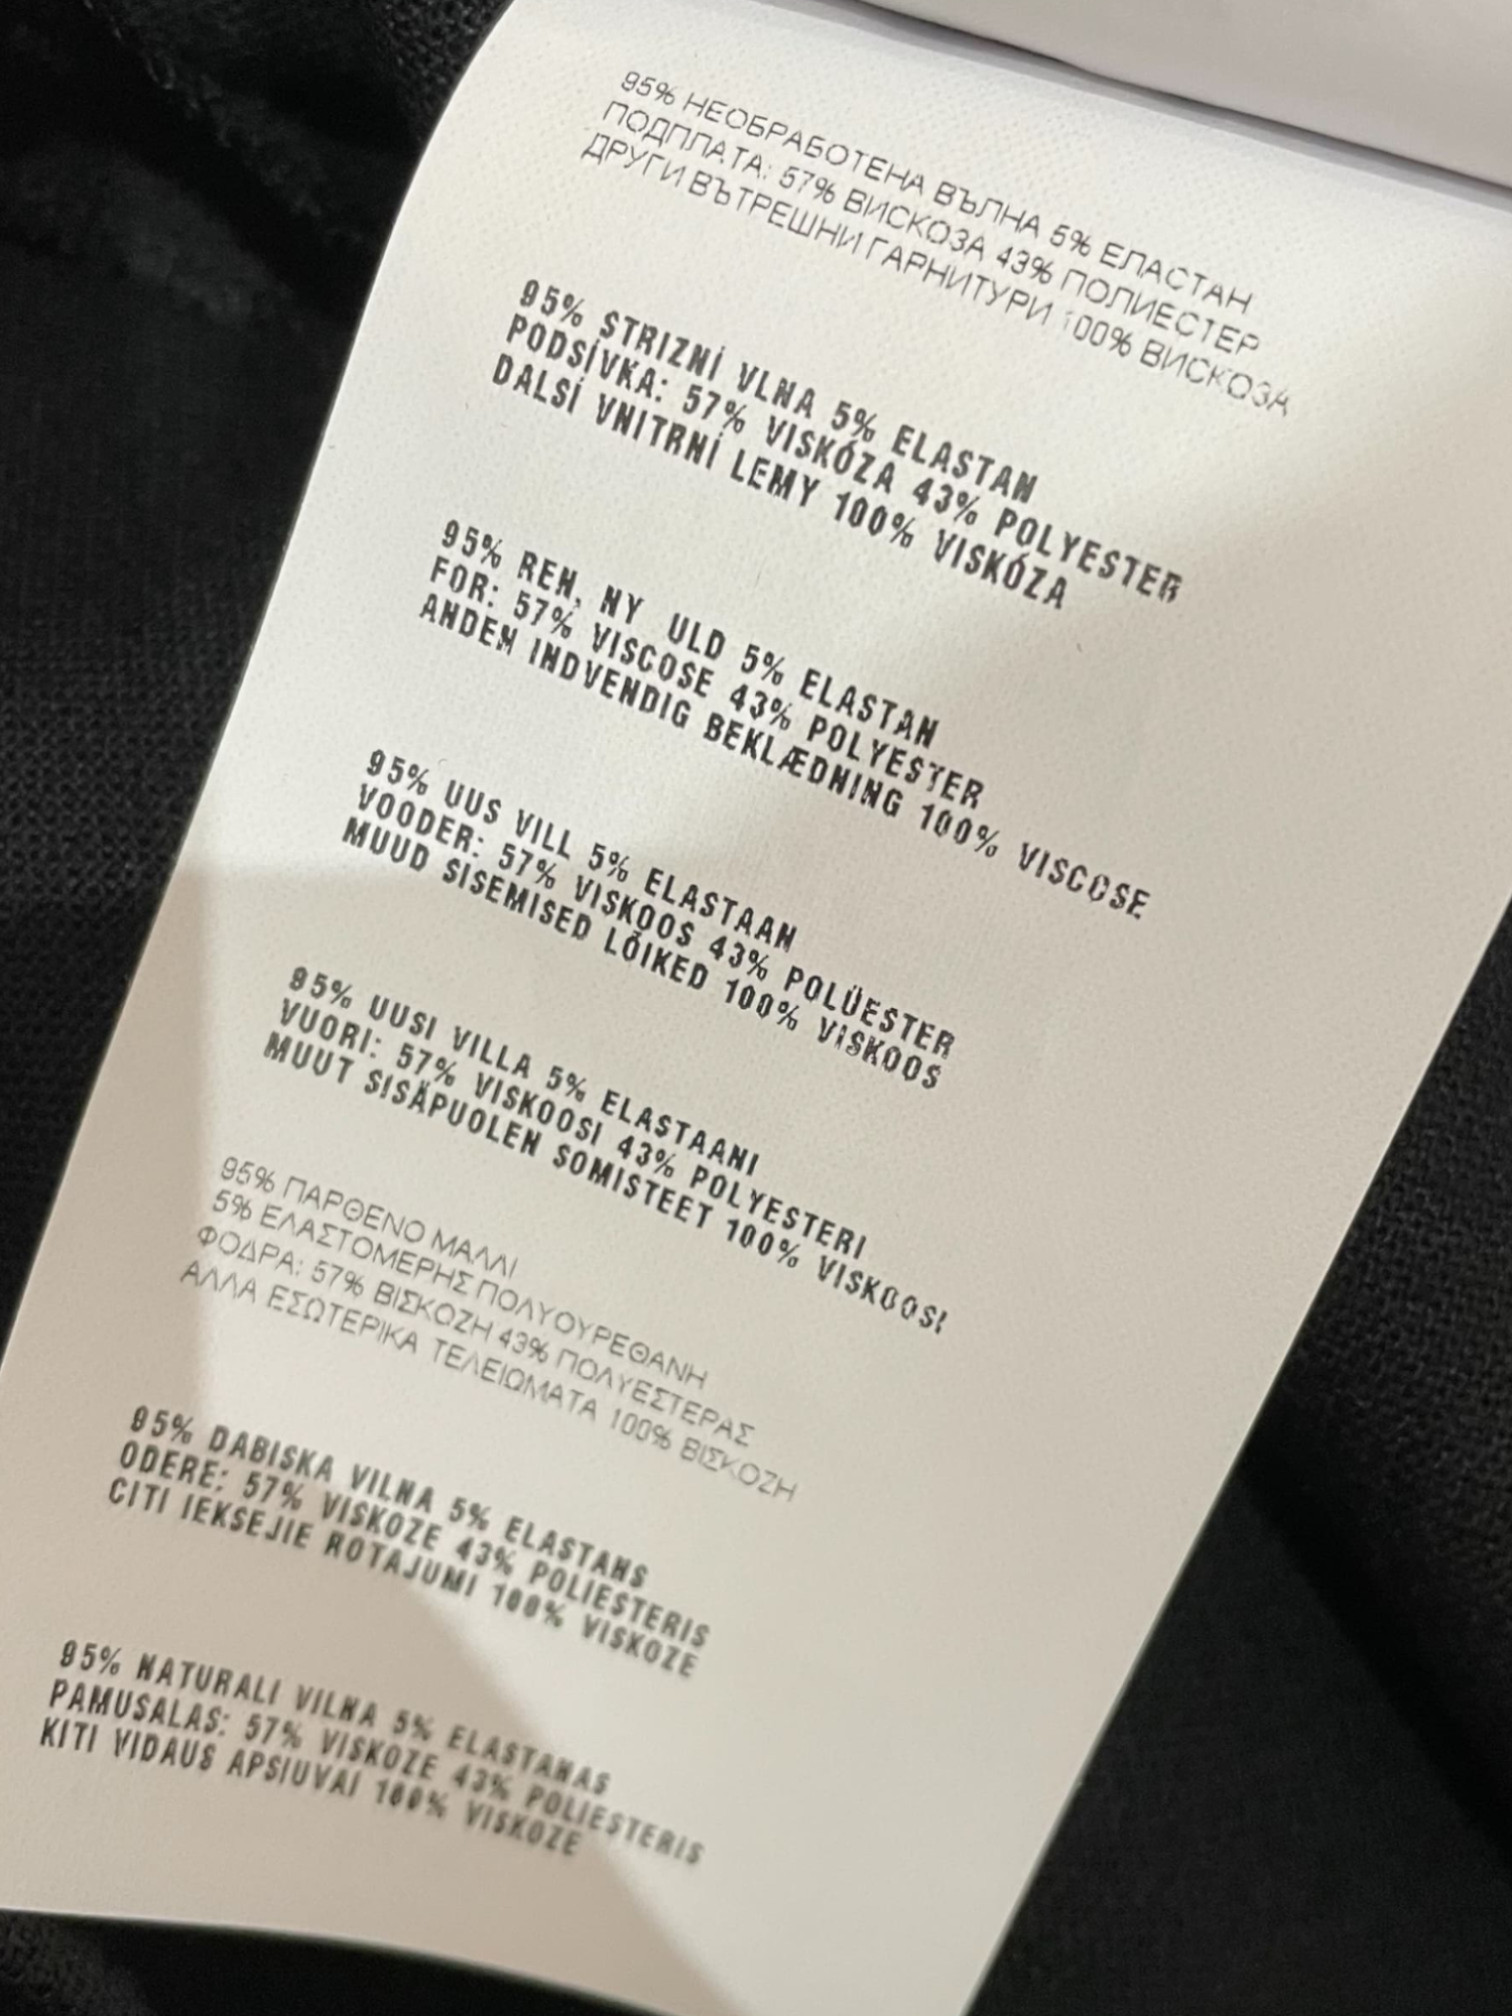 95% НЕОБРАБОТЕНА ВЪЛНА 5% ЕЛАСТАН
ПОДПЛАТА: 57% ВИСКОЗА 43% ПОЛИЕСТЕР
ДРУГИ ВЪТРЕШНИ ГАРНИТУРИ 100% ВИСКОЗА
95% STRIZNÍ VLNA 5% ELASTAN
PODSÍVKA: 57% VISKÓZA 43% POLYESTER
DALSÍ VNITRNÍ LEMY 100% VISKÓZA
95% REN, NY ULD 5% ELASTAN
FOR: 57% VISCOSE 43% POLYESTER
ANDEN INDVENDIG BEKLÆDNING 100% VISCOSE
95% UUS VILL 5% ELASTAAN
VOODER: 57% VISKOOS 43% POLÜESTER
MUUD SISEMISED LÕIKED 100% VISKOOS
95% UUSI VILLA 5% ELASTAANI
VUORI: 57% VISKOOSI 43% POLYESTERI
MUUT SISÄPUOLEN SOMISTEET 100% VISKOOSI
95% ΠΑΡΘΕΝΟ ΜΑΛΛΙ
5% ΕΛΑΣΤΟΜΕΡΗΣ ΠΟΛΥΟΥΡΕΘΑΝΗ
ΦΟΔΡΑ: 57% ΒΙΣΚΟΖΗ 43% ΠΟΛΥΕΣΤΕΡΑΣ
ΑΛΛΑ ΕΣΩΤΕΡΙΚΑ ΤΕΛΕΙΩΜΑΤΑ 100% ΒΙΣΚΟΖΗ
95% DABISKA VILNA 5% ELASTANS
ODERE: 57% VISKOZE 43% POLIESTERIS
CITI IEKSEJIE ROTAJUMI 100% VISKOZE
95% NATURALI VILNA 5% ELASTANAS
PAMUSALAS: 57% VISKOZE 43% POLIESTERIS
KITI VIDAUS APSIUVAI 100% VISKOZE